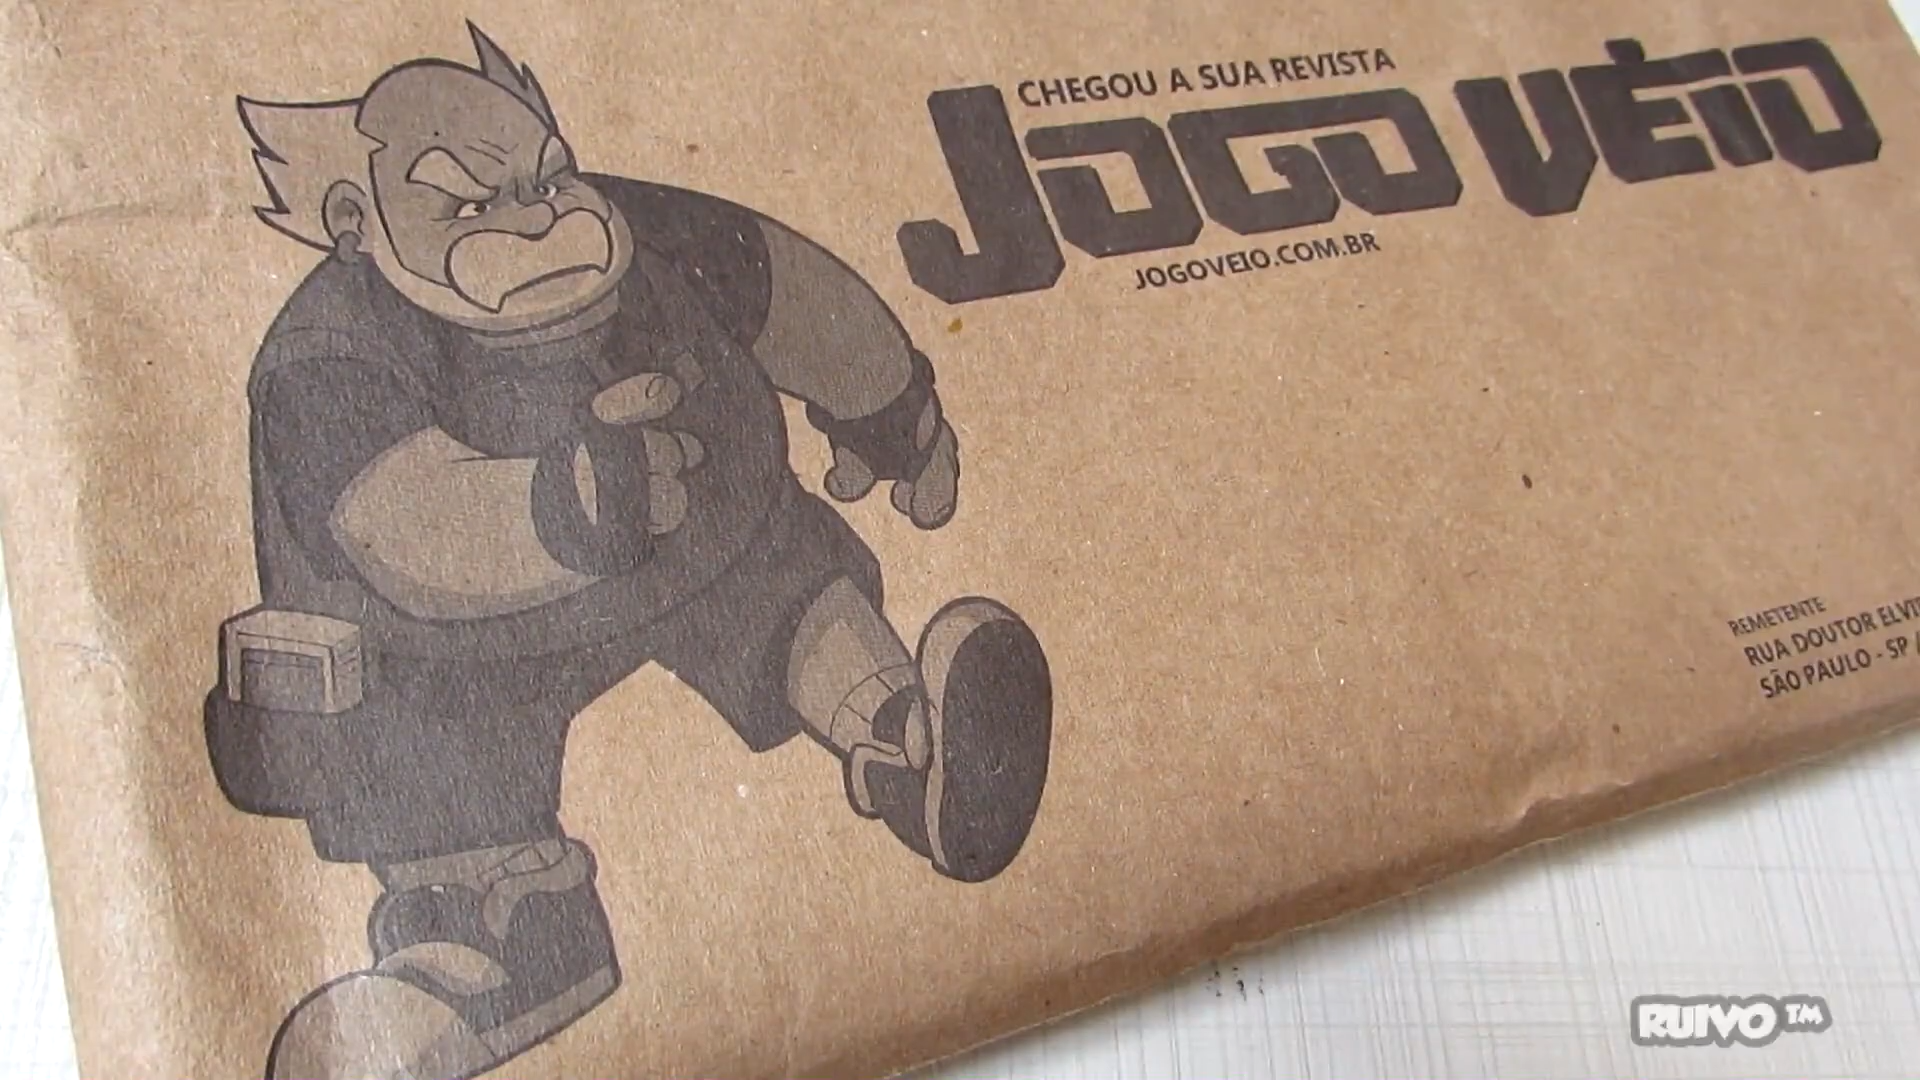 CHEGOU A SUA REVISTA
JOGO VÉIO
JOGOVEIO.COM.BR
REMETENTE
RUA DOUTOR
SÃO PAULO - SP /
RUIVO™